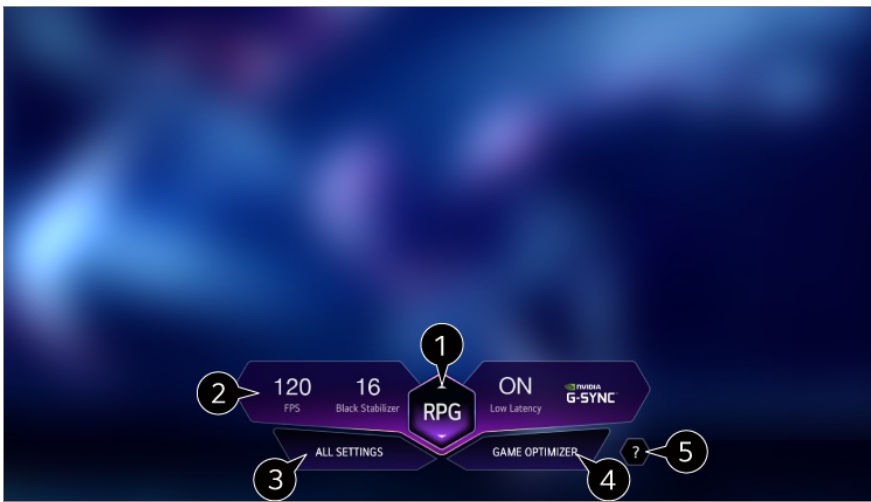 1
2
120
FPS
16
Black Stabilizer
RPG
ON
Low Latency
NVIDIA
G-SYNC
3
ALL SETTINGS
GAME OPTIMIZER
4
?
5